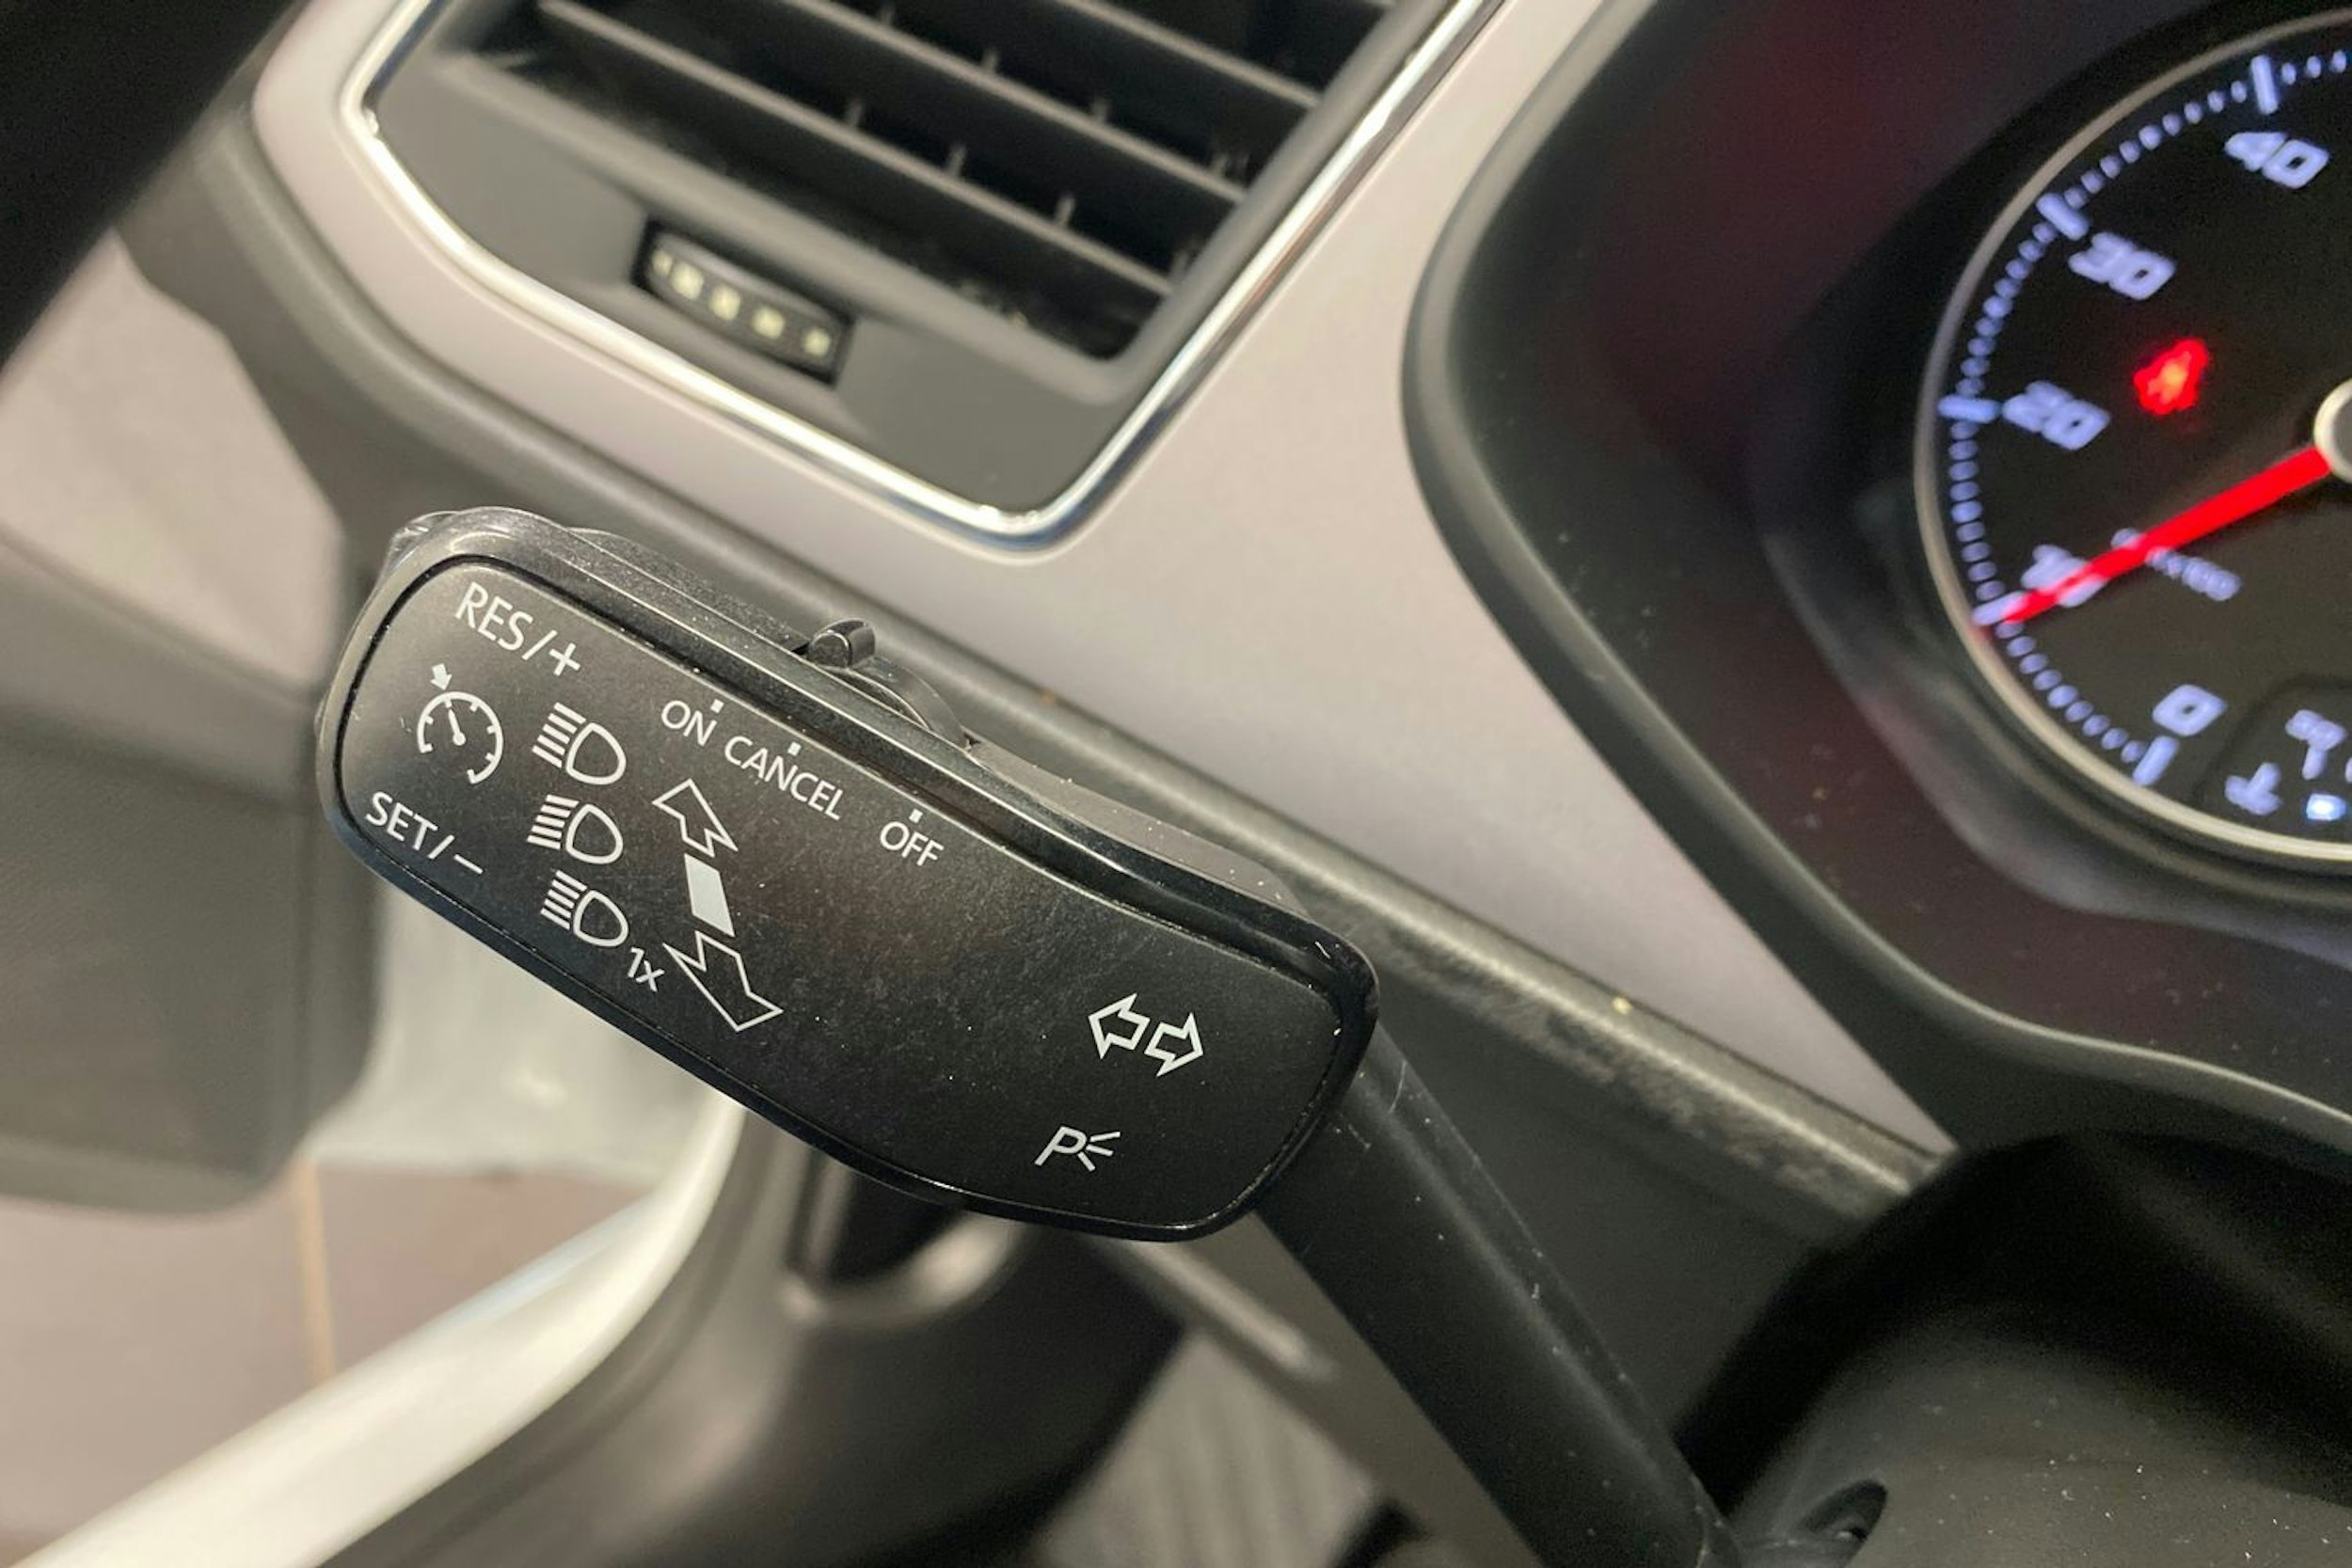 RES/+
ON CANCEL OFF
SET/−
1x
P
40
30
20
0